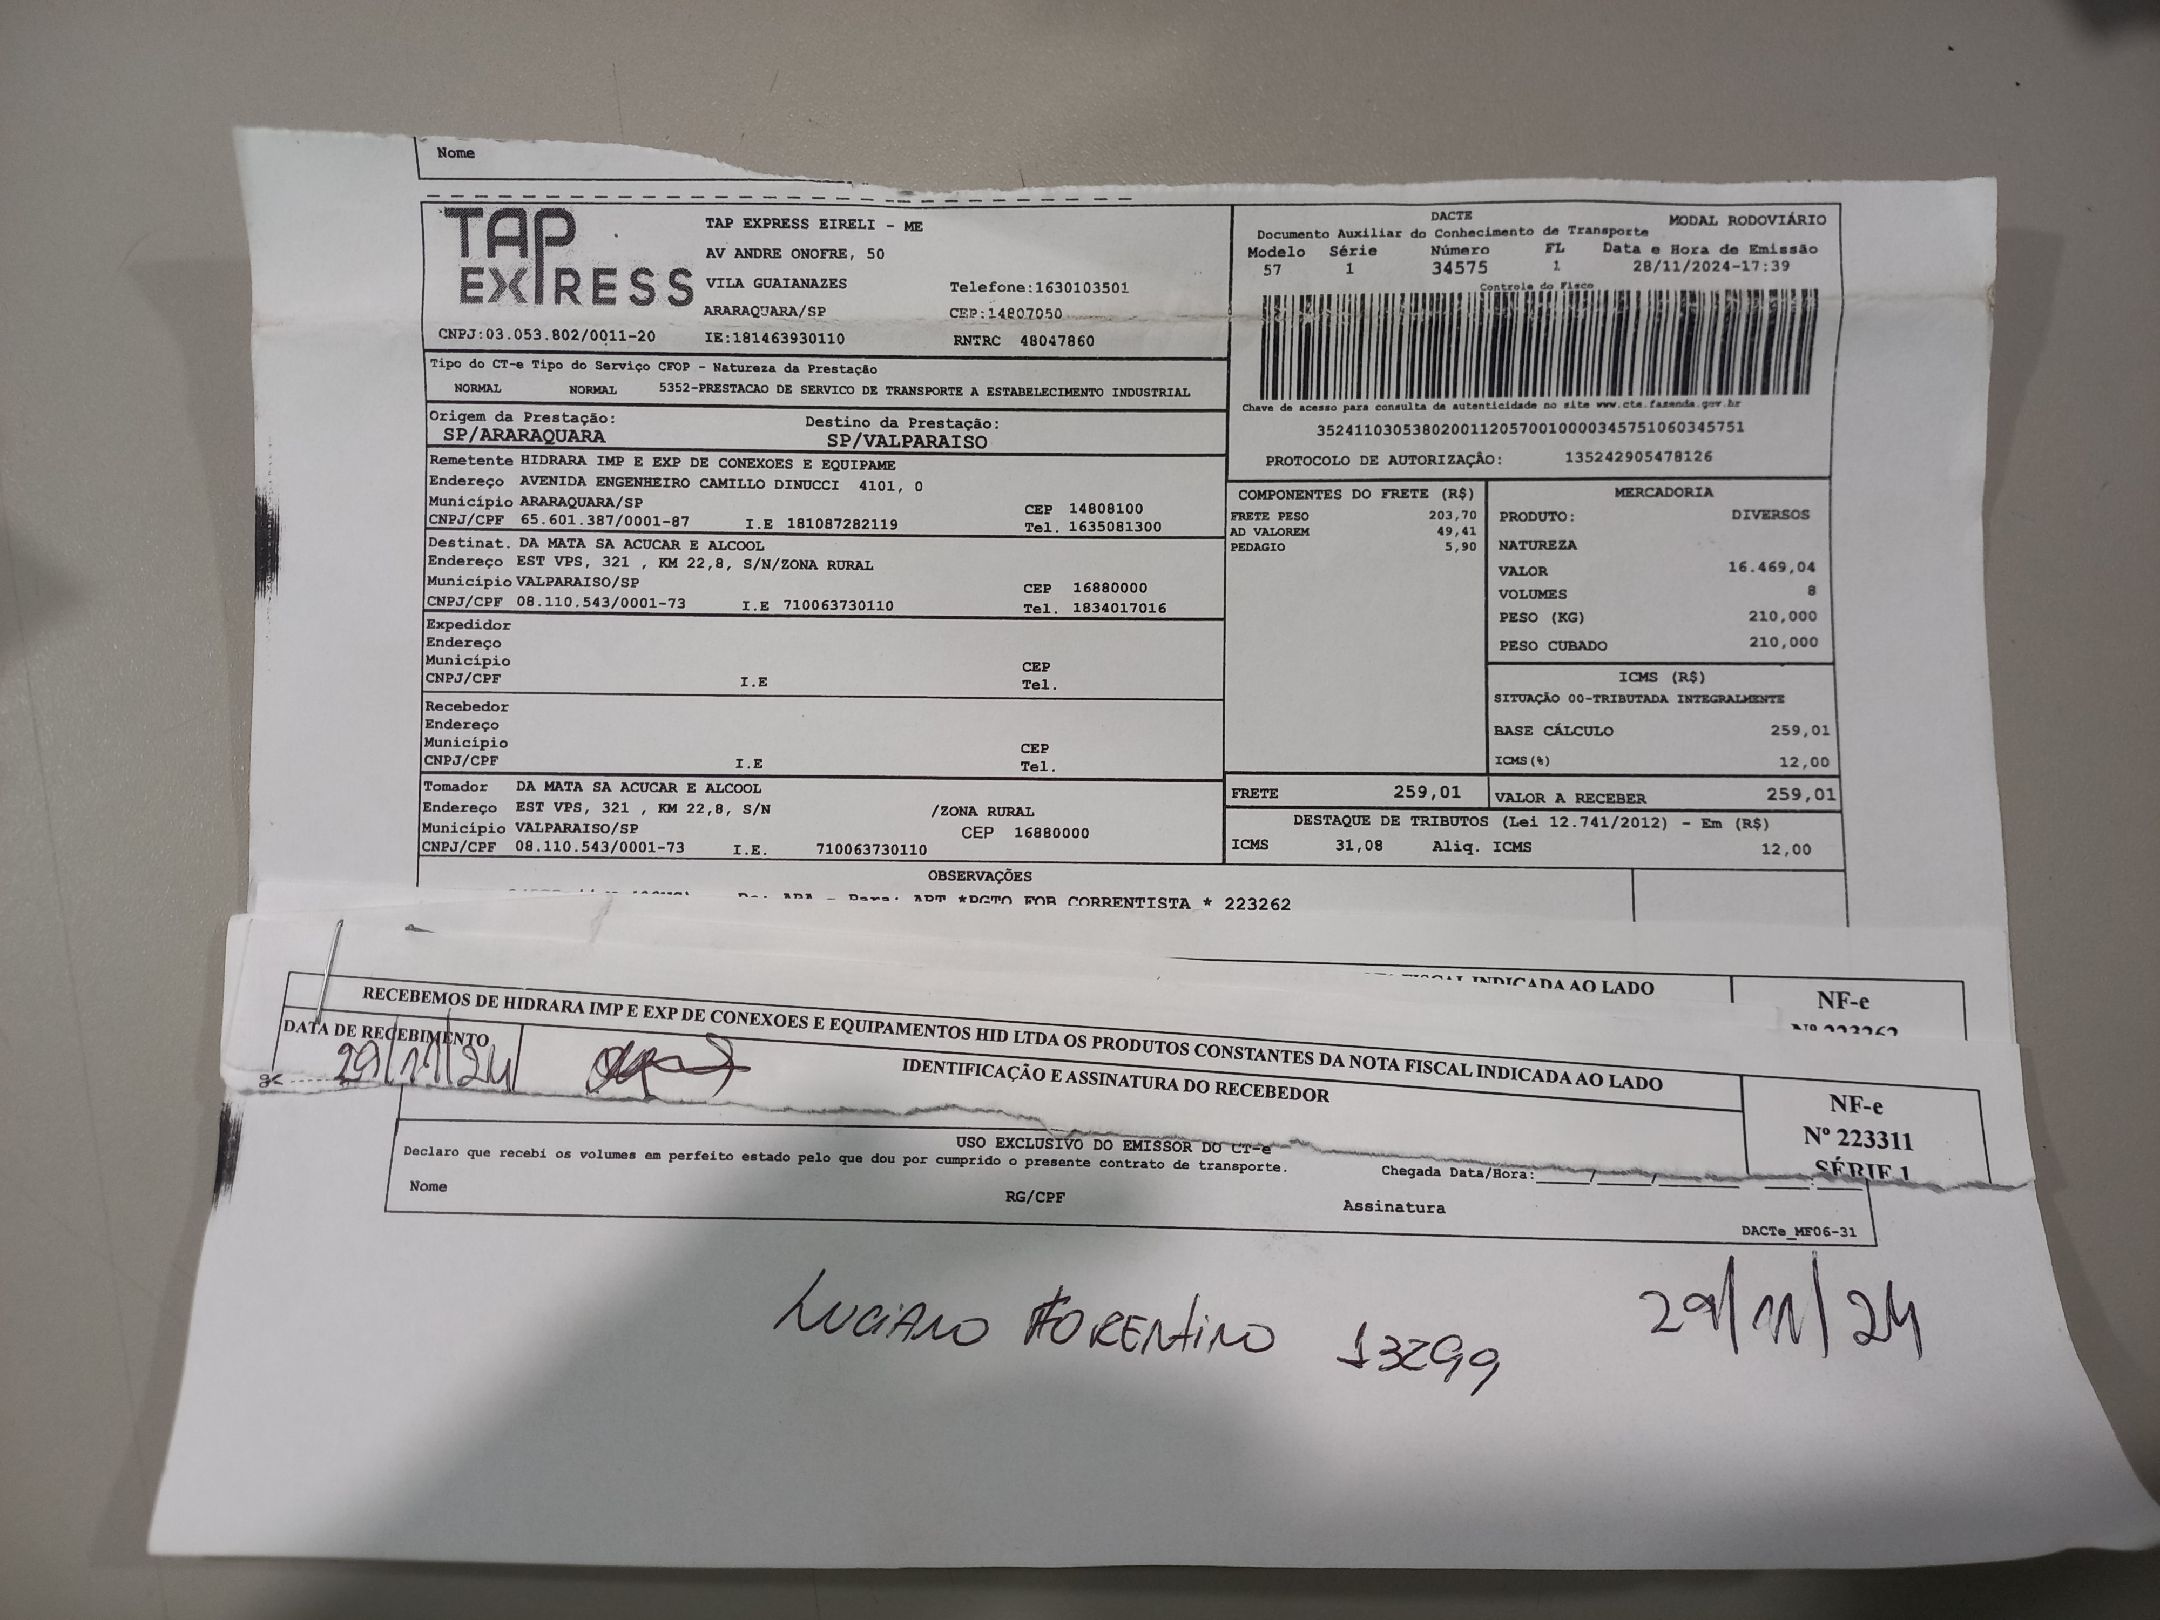 Nome
TAP EXPRESS
TAP EXPRESS EIRELI - ME
AV ANDRE ONOFRE, 50
VILA GUAIANAZES Telefone:1630103501
ARARAQUARA/SP CEP:14807050
CNPJ:03.053.802/0011-20 IE:181463930110 RNTRC 48047860
DACTE MODAL RODOVIÁRIO
Documento Auxiliar do Conhecimento de Transporte
Modelo Série Número FL Data e Hora de Emissão
57 1 34575 1 28/11/2024-17:39
Controle do Fisco
Chave de acesso para consulta de autenticidade no site www.cte.fazenda.gov.br
35241103053802001120570010000345751060345751
PROTOCOLO DE AUTORIZAÇÂO: 135242905478126
Tipo do CT-e Tipo do Serviço CFOP - Natureza da Prestação
NORMAL NORMAL 5352-PRESTACAO DE SERVICO DE TRANSPORTE A ESTABELECIMENTO INDUSTRIAL
Origem da Prestação: Destino da Prestação:
SP/ARARAQUARA SP/VALPARAISO
Remetente HIDRARA IMP E EXP DE CONEXOES E EQUIPAME
Endereço AVENIDA ENGENHEIRO CAMILLO DINUCCI 4101, 0
Município ARARAQUARA/SP CEP 14808100
CNPJ/CPF 65.601.387/0001-87 I.E 181087282119 Tel. 1635081300
Destinat. DA MATA SA ACUCAR E ALCOOL
Endereço EST VPS, 321 , KM 22,8, S/N/ZONA RURAL
Município VALPARAISO/SP CEP 16880000
CNPJ/CPF 08.110.543/0001-73 I.E 710063730110 Tel. 1834017016
Expedidor
Endereço
Município CEP
CNPJ/CPF I.E Tel.
Recebedor
Endereço
Município CEP
CNPJ/CPF I.E Tel.
Tomador DA MATA SA ACUCAR E ALCOOL
Endereço EST VPS, 321 , KM 22,8, S/N /ZONA RURAL
Município VALPARAISO/SP CEP 16880000
CNPJ/CPF 08.110.543/0001-73 I.E. 710063730110
COMPONENTES DO FRETE (R$)
FRETE PESO 203,70
AD VALOREM 49,41
PEDAGIO 5,90
MERCADORIA
PRODUTO: DIVERSOS
NATUREZA
VALOR 16.469,04
VOLUMES 8
PESO (KG) 210,000
PESO CUBADO 210,000
ICMS (R$)
SITUAÇÃO 00-TRIBUTADA INTEGRALMENTE
BASE CÁLCULO 259,01
ICMS(%) 12,00
FRETE 259,01 VALOR A RECEBER 259,01
DESTAQUE DE TRIBUTOS (Lei 12.741/2012) - Em (R$)
ICMS 31,08 Aliq. ICMS 12,00
OBSERVAÇÕES
De: ARA - Para: ART *PGTO FOB CORRENTISTA * 223262
FISCAL INDICADA AO LADO NF-e
Nº 223262
RECEBEMOS DE HIDRARA IMP E EXP DE CONEXOES E EQUIPAMENTOS HID LTDA OS PRODUTOS CONSTANTES DA NOTA FISCAL INDICADA AO LADO
DATA DE RECEBIMENTO IDENTIFICAÇÃO E ASSINATURA DO RECEBEDOR
29/11/24
NF-e
Nº 223311
SÉRIE 1
USO EXCLUSIVO DO EMISSOR DO CT-e
Declaro que recebi os volumes em perfeito estado pelo que dou por cumprido o presente contrato de transporte. Chegada Data/Hora:____/____/____ ____:____
Nome RG/CPF Assinatura
DACTe_MF06-31
LUCIANO FIORENTINO 13299 29/11/24